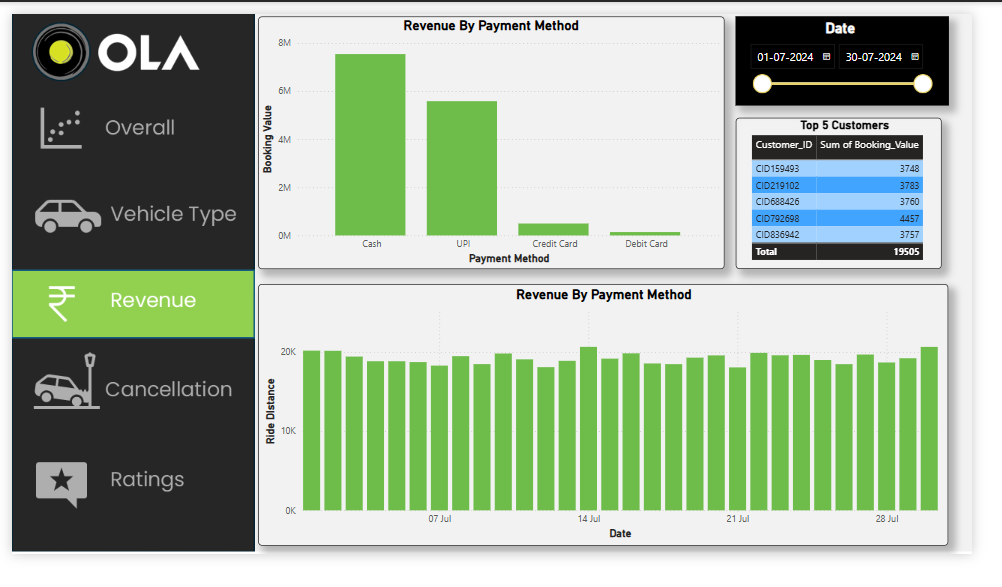 OLA
Overall
Vehicle Type
Revenue
Cancellation
Ratings
Revenue By Payment Method
8M
6M
4M
2M
0M
Booking Value
Cash UPI Credit Card Debit Card
Payment Method
Date
01-07-2024 30-07-2024
Top 5 Customers
Customer_ID Sum of Booking_Value
CID159493 3748
CID219102 3783
CID688426 3760
CID792698 4457
CID836942 3757
Total 19505
Revenue By Payment Method
20K
10K
0K
Ride Distance
07 Jul 14 Jul 21 Jul 28 Jul
Date